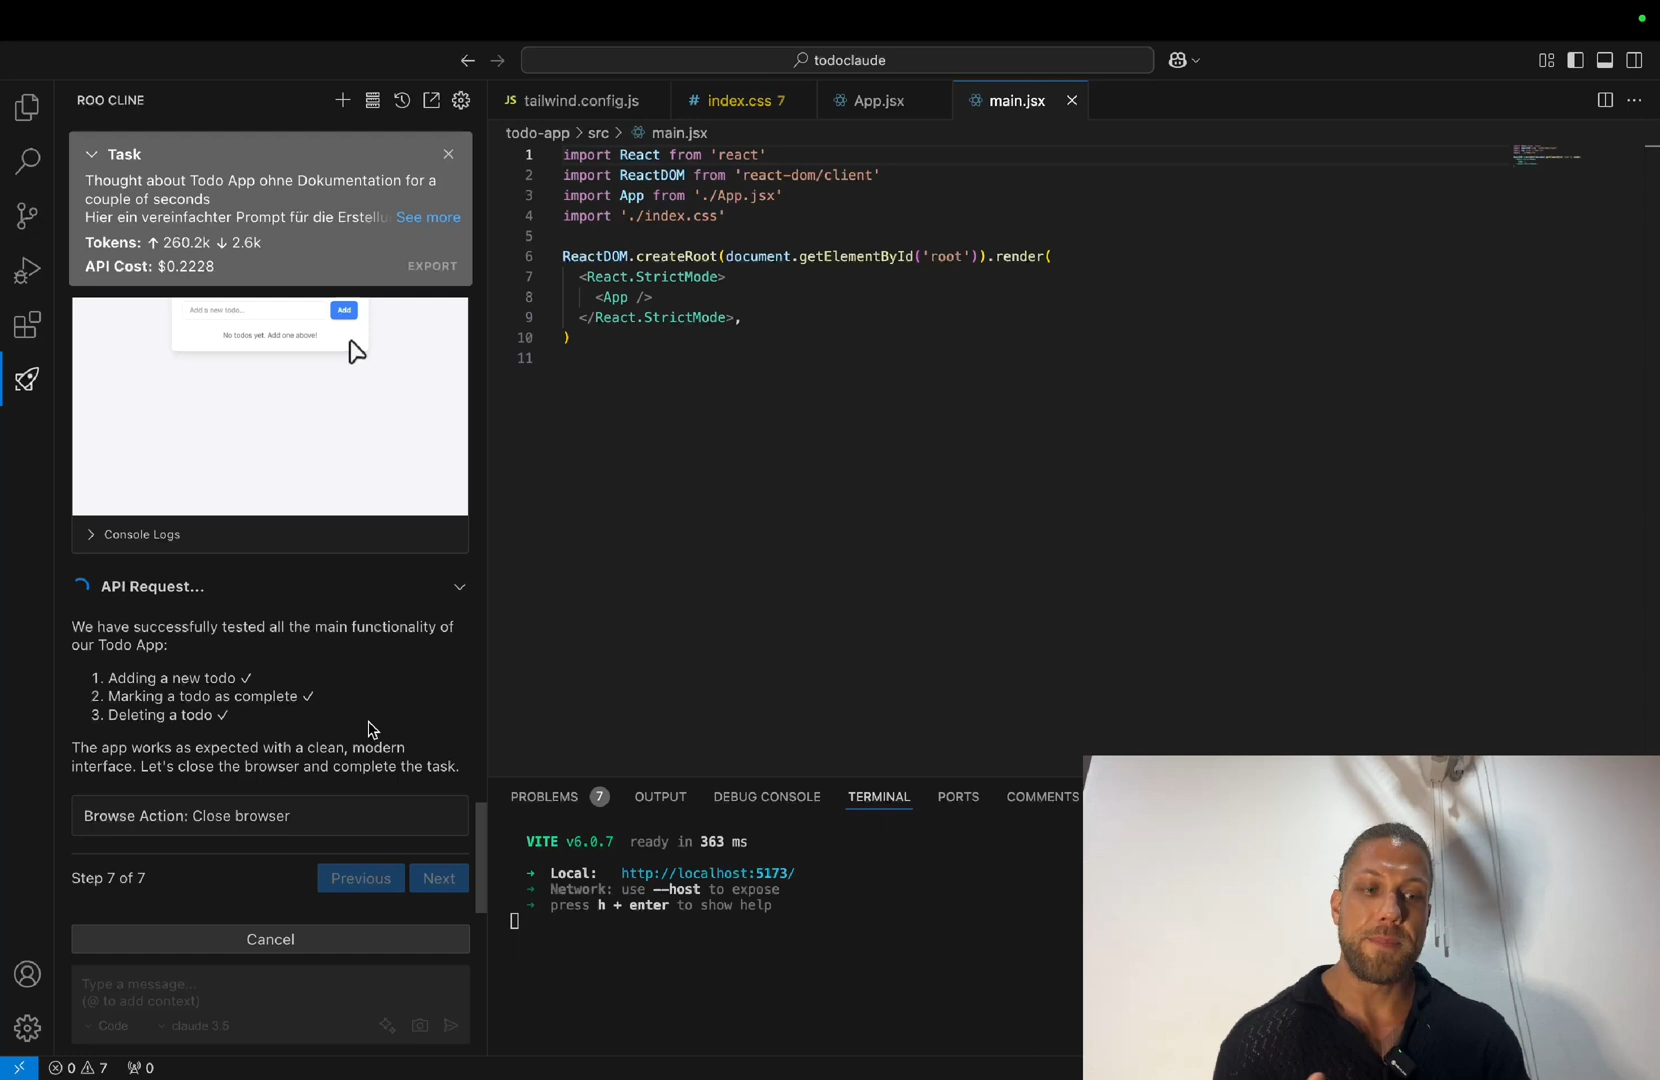 todoclaude
ROO CLINE
Task
Thought about Todo App ohne Dokumentation for a
couple of seconds
Hier ein vereinfachter Prompt für die Erstellu See more
Tokens: ↑ 260.2k ↓ 2.6k
API Cost: $0.2228
EXPORT
Add a new todo...
Add
No todos yet. Add one above!
Console Logs
API Request...
We have successfully tested all the main functionality of
our Todo App:
1. Adding a new todo ✓
2. Marking a todo as complete ✓
3. Deleting a todo ✓
The app works as expected with a clean, modern
interface. Let's close the browser and complete the task.
Browse Action: Close browser
Step 7 of 7
Previous
Next
Cancel
Type a message...
(@ to add context)
Code
claude 3.5
0 7 0
JS tailwind.config.js
# index.css 7
App.jsx
main.jsx
todo-app > src > main.jsx
1 import React from 'react'
2 import ReactDOM from 'react-dom/client'
3 import App from './App.jsx'
4 import './index.css'
5
6 ReactDOM.createRoot(document.getElementById('root')).render(
7 <React.StrictMode>
8 <App />
9 </React.StrictMode>,
10 )
11
PROBLEMS 7
OUTPUT
DEBUG CONSOLE
TERMINAL
PORTS
COMMENTS
VITE v6.0.7 ready in 363 ms
➜ Local: http://localhost:5173/
➜ Network: use --host to expose
➜ press h + enter to show help